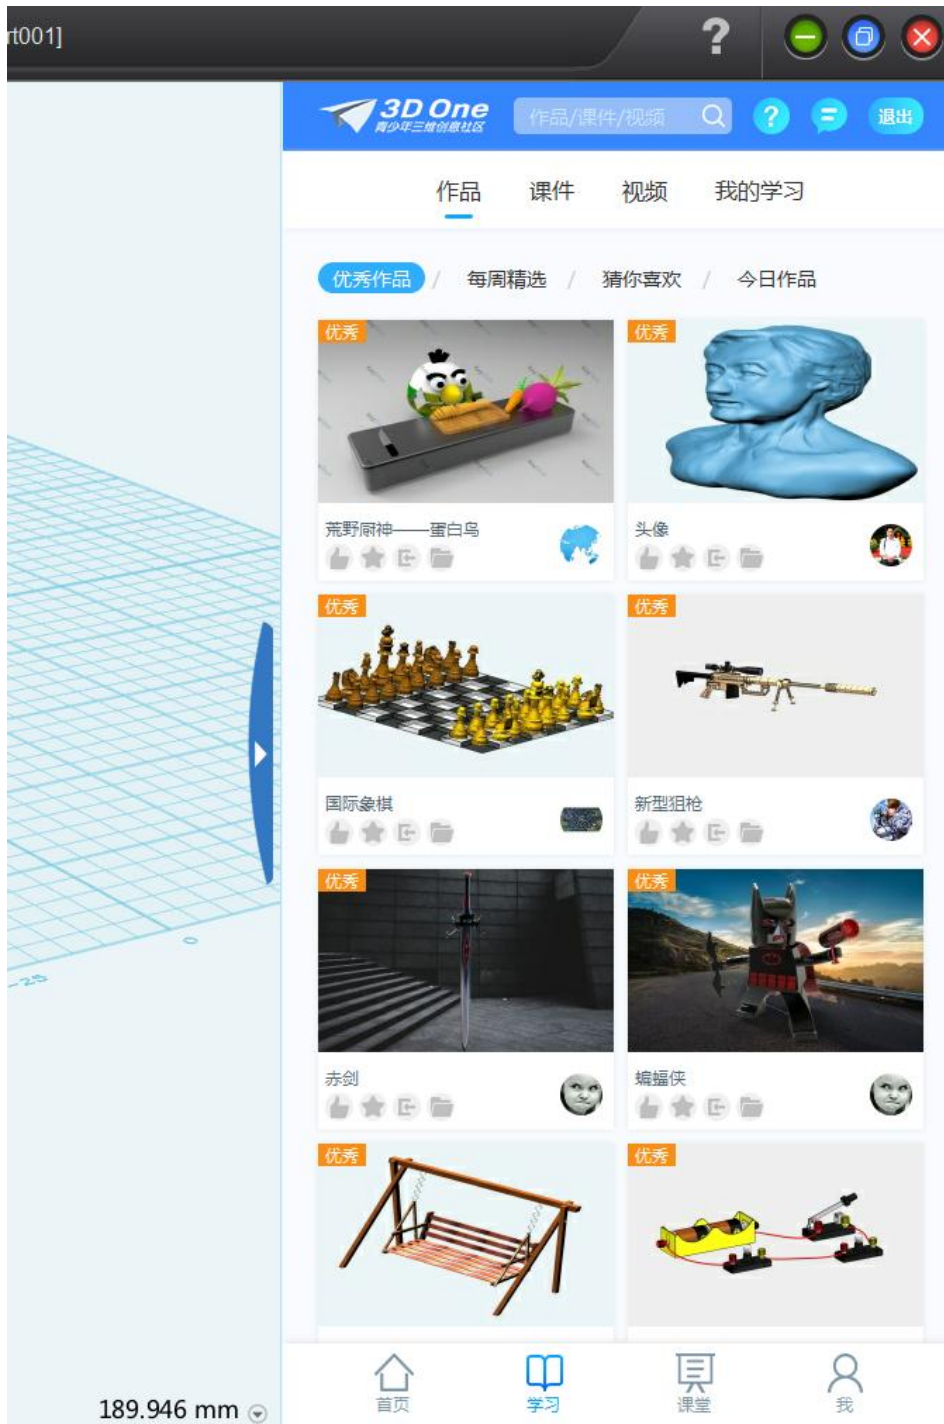 rt001]
?
3D One
青少年三维创意社区
作品/课件/视频
?
退出
作品 课件 视频 我的学习
优秀作品 / 每周精选 / 猜你喜欢 / 今日作品
优秀 优秀
荒野厨神——蛋白鸟 头像
优秀 优秀
国际象棋 新型狙枪
优秀 优秀
赤剑 蝙蝠侠
优秀 优秀
0
-25
首页 学习 课堂 我
189.946 mm